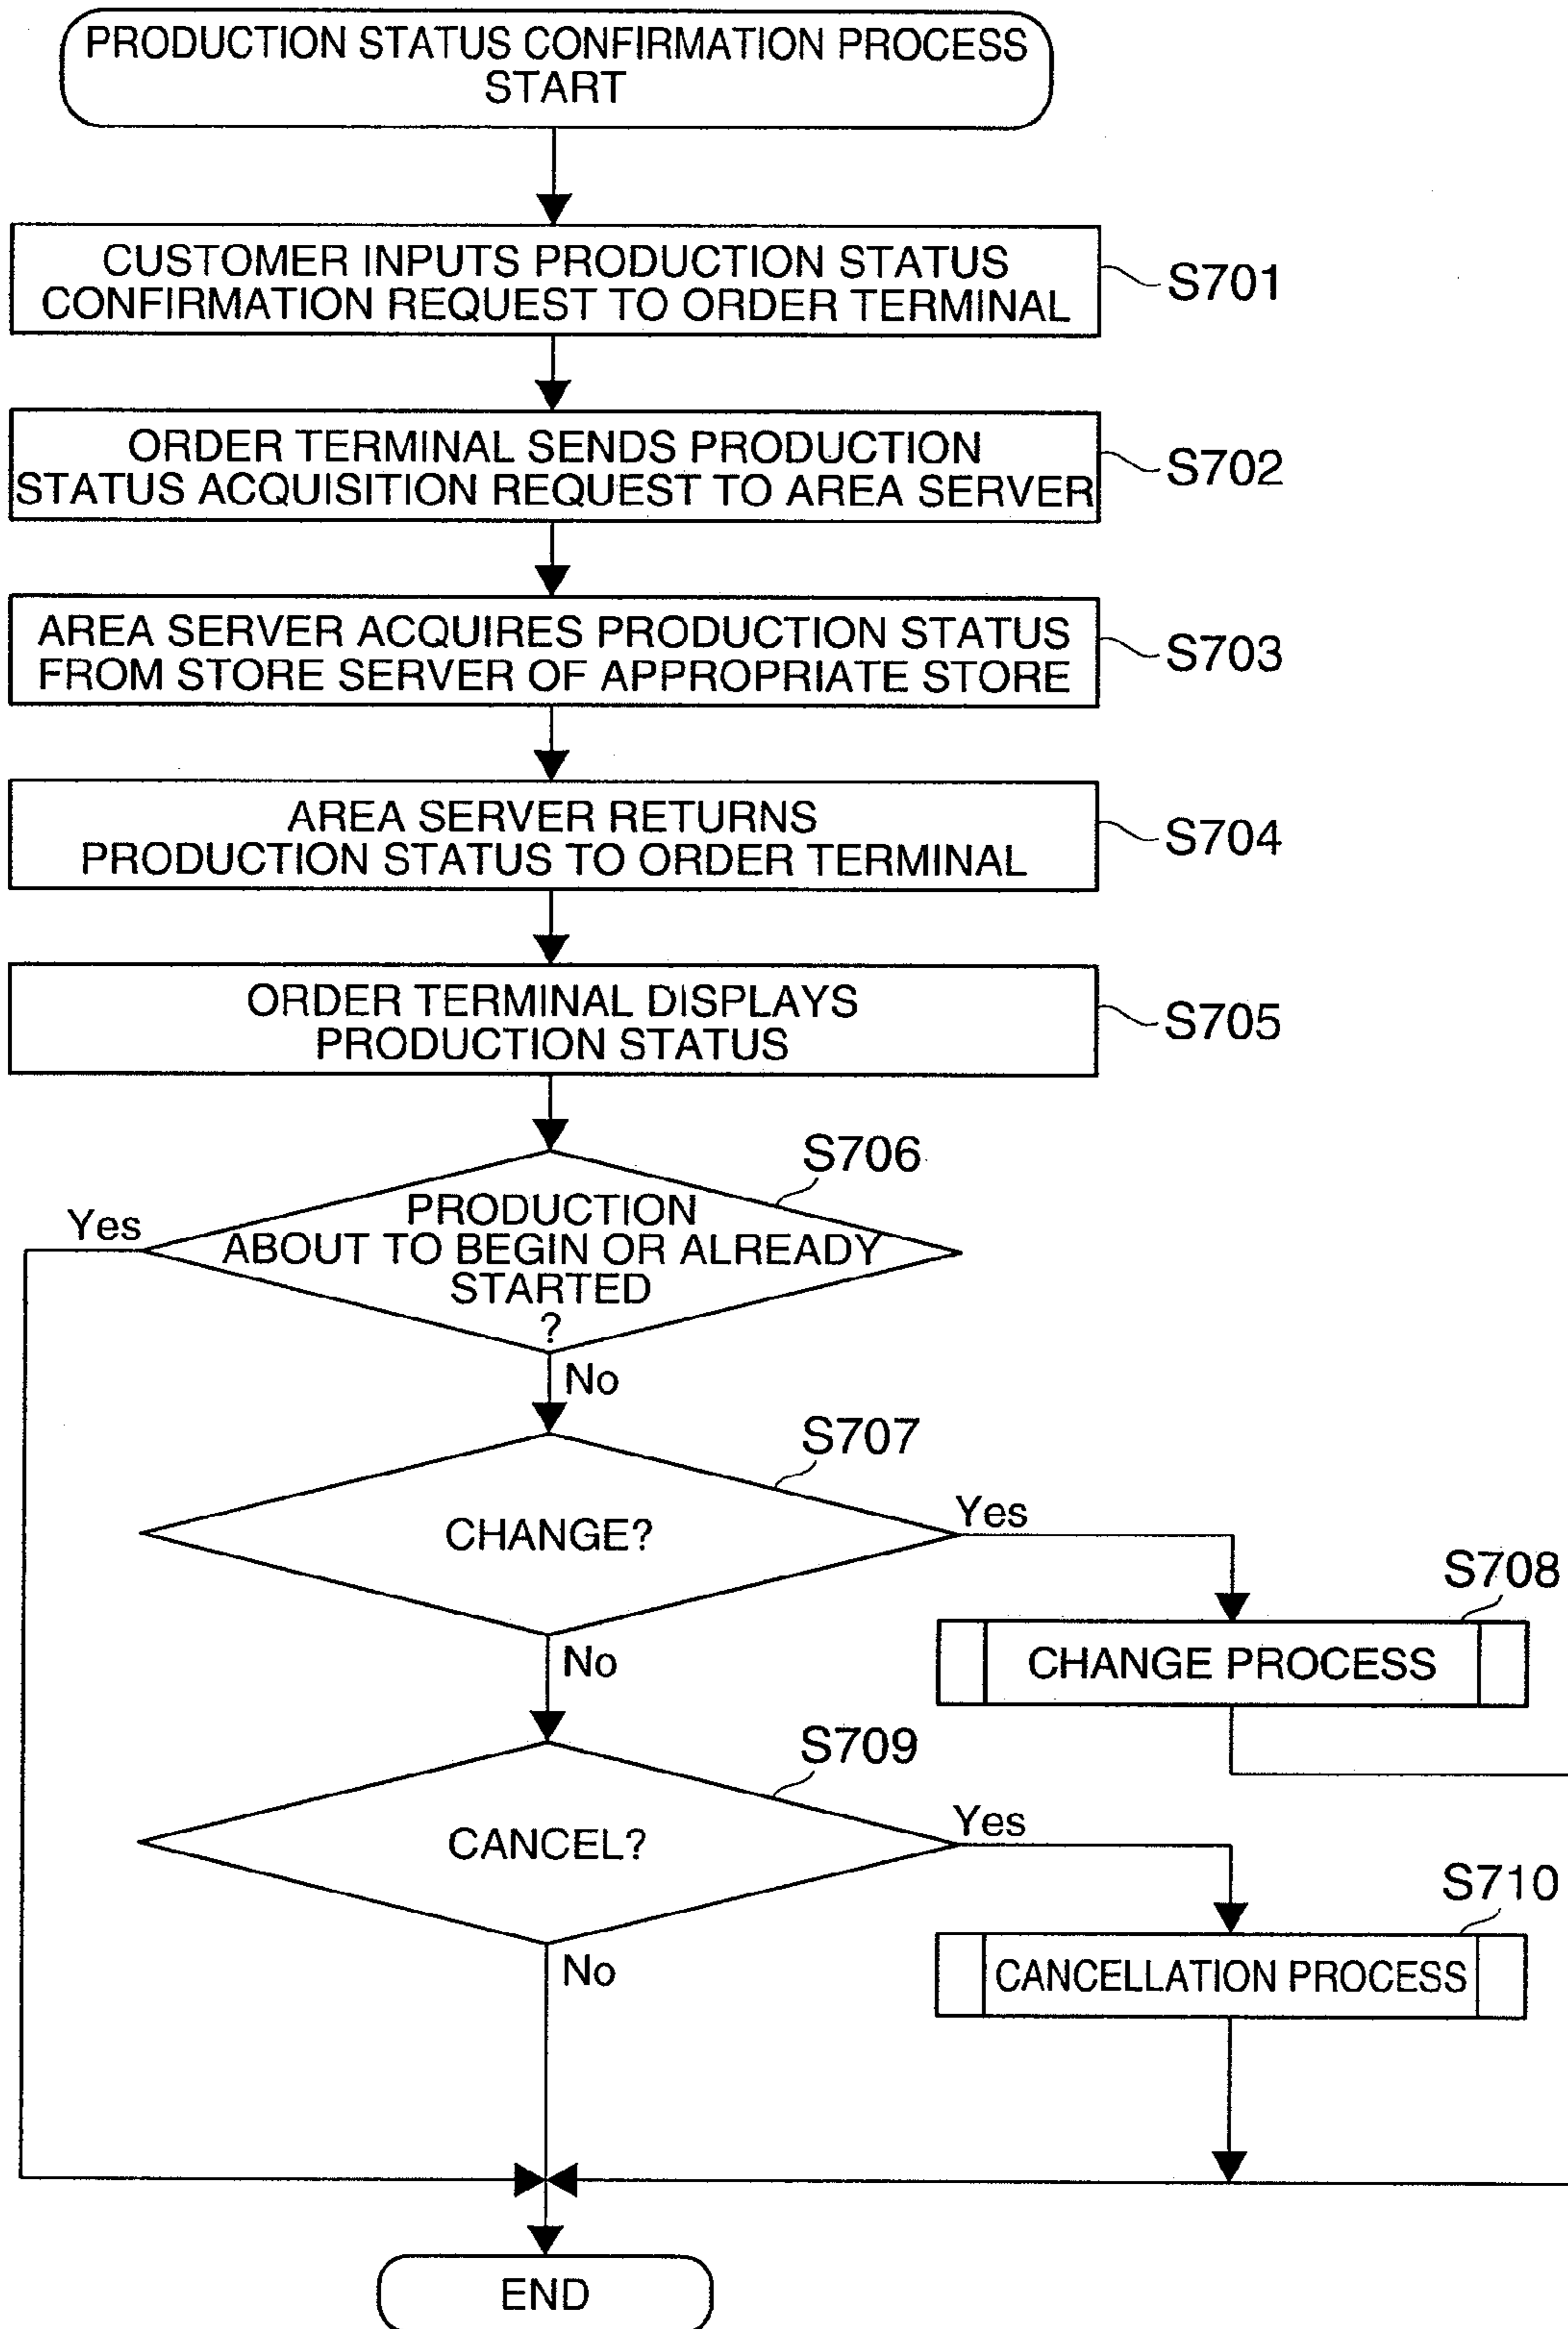 PRODUCTION STATUS CONFIRMATION PROCESS
START
CUSTOMER INPUTS PRODUCTION STATUS
CONFIRMATION REQUEST TO ORDER TERMINAL
S701
ORDER TERMINAL SENDS PRODUCTION
STATUS ACQUISITION REQUEST TO AREA SERVER
S702
AREA SERVER ACQUIRES PRODUCTION STATUS
FROM STORE SERVER OF APPROPRIATE STORE
S703
AREA SERVER RETURNS
PRODUCTION STATUS TO ORDER TERMINAL
S704
ORDER TERMINAL DISPLAYS
PRODUCTION STATUS
S705
S706
Yes
PRODUCTION
ABOUT TO BEGIN OR ALREADY
STARTED
?
No
S707
CHANGE?
Yes
S708
CHANGE PROCESS
No
S709
CANCEL?
Yes
S710
CANCELLATION PROCESS
No
END